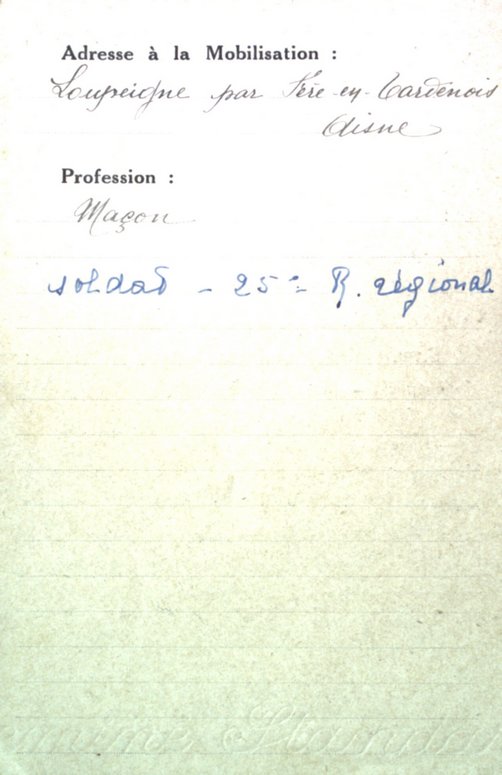 Adresse à la Mobilisation :
Loupeigne par Fère-en-Tardenois
Aisne
Profession :
Maçon
soldat - 25e R. régional